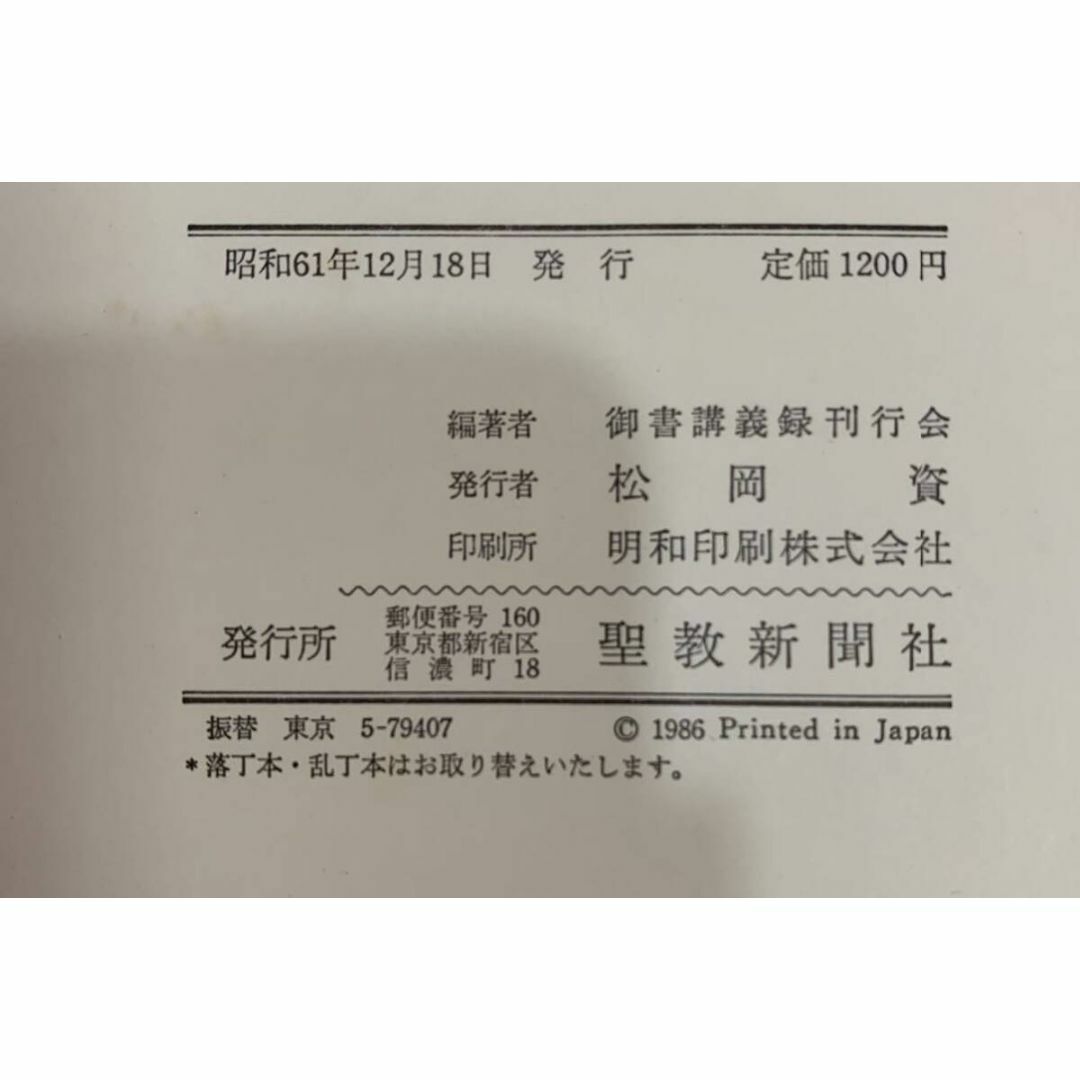 昭和61年12月18日 発 行 定価1200円
編著者 御書講義録刊行会
発行者 松岡 資
印刷所 明和印刷株式会社
発行所 郵便番号 160 東京都新宿区 信濃町 18 聖教新聞社
振替 東京 5-79407 © 1986 Printed in Japan
*落丁本・乱丁本はお取り替えいたします。